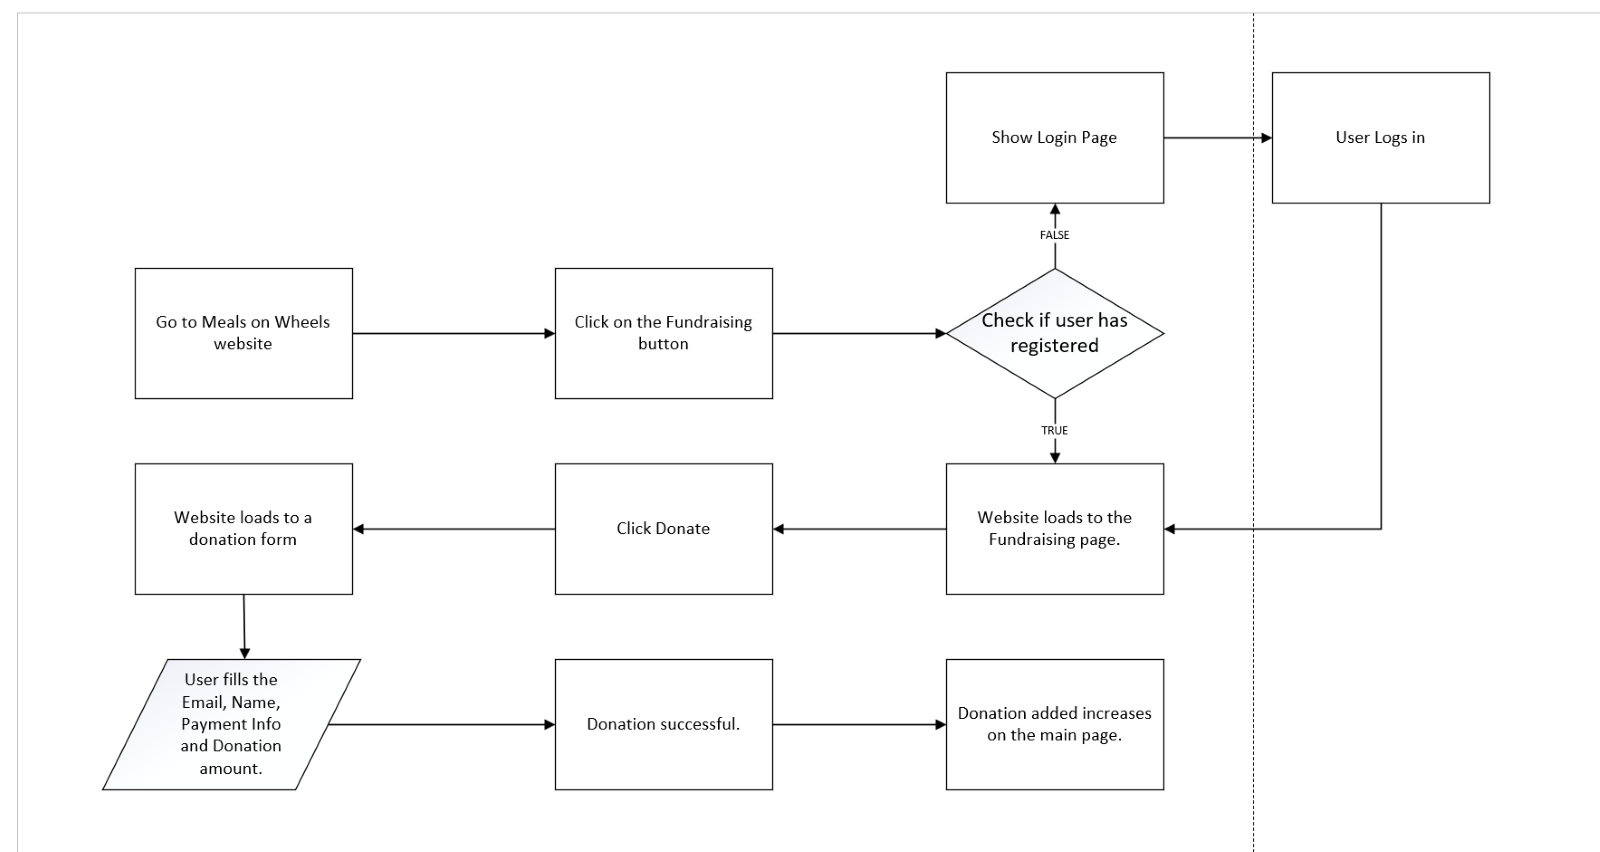 Show Login Page
User Logs in
FALSE
Go to Meals on Wheels
website
Click on the Fundraising
button
Check if user has
registered
TRUE
Website loads to a
donation form
Click Donate
Website loads to the
Fundraising page.
User fills the
Email, Name,
Payment Info
and Donation
amount.
Donation successful.
Donation added increases
on the main page.